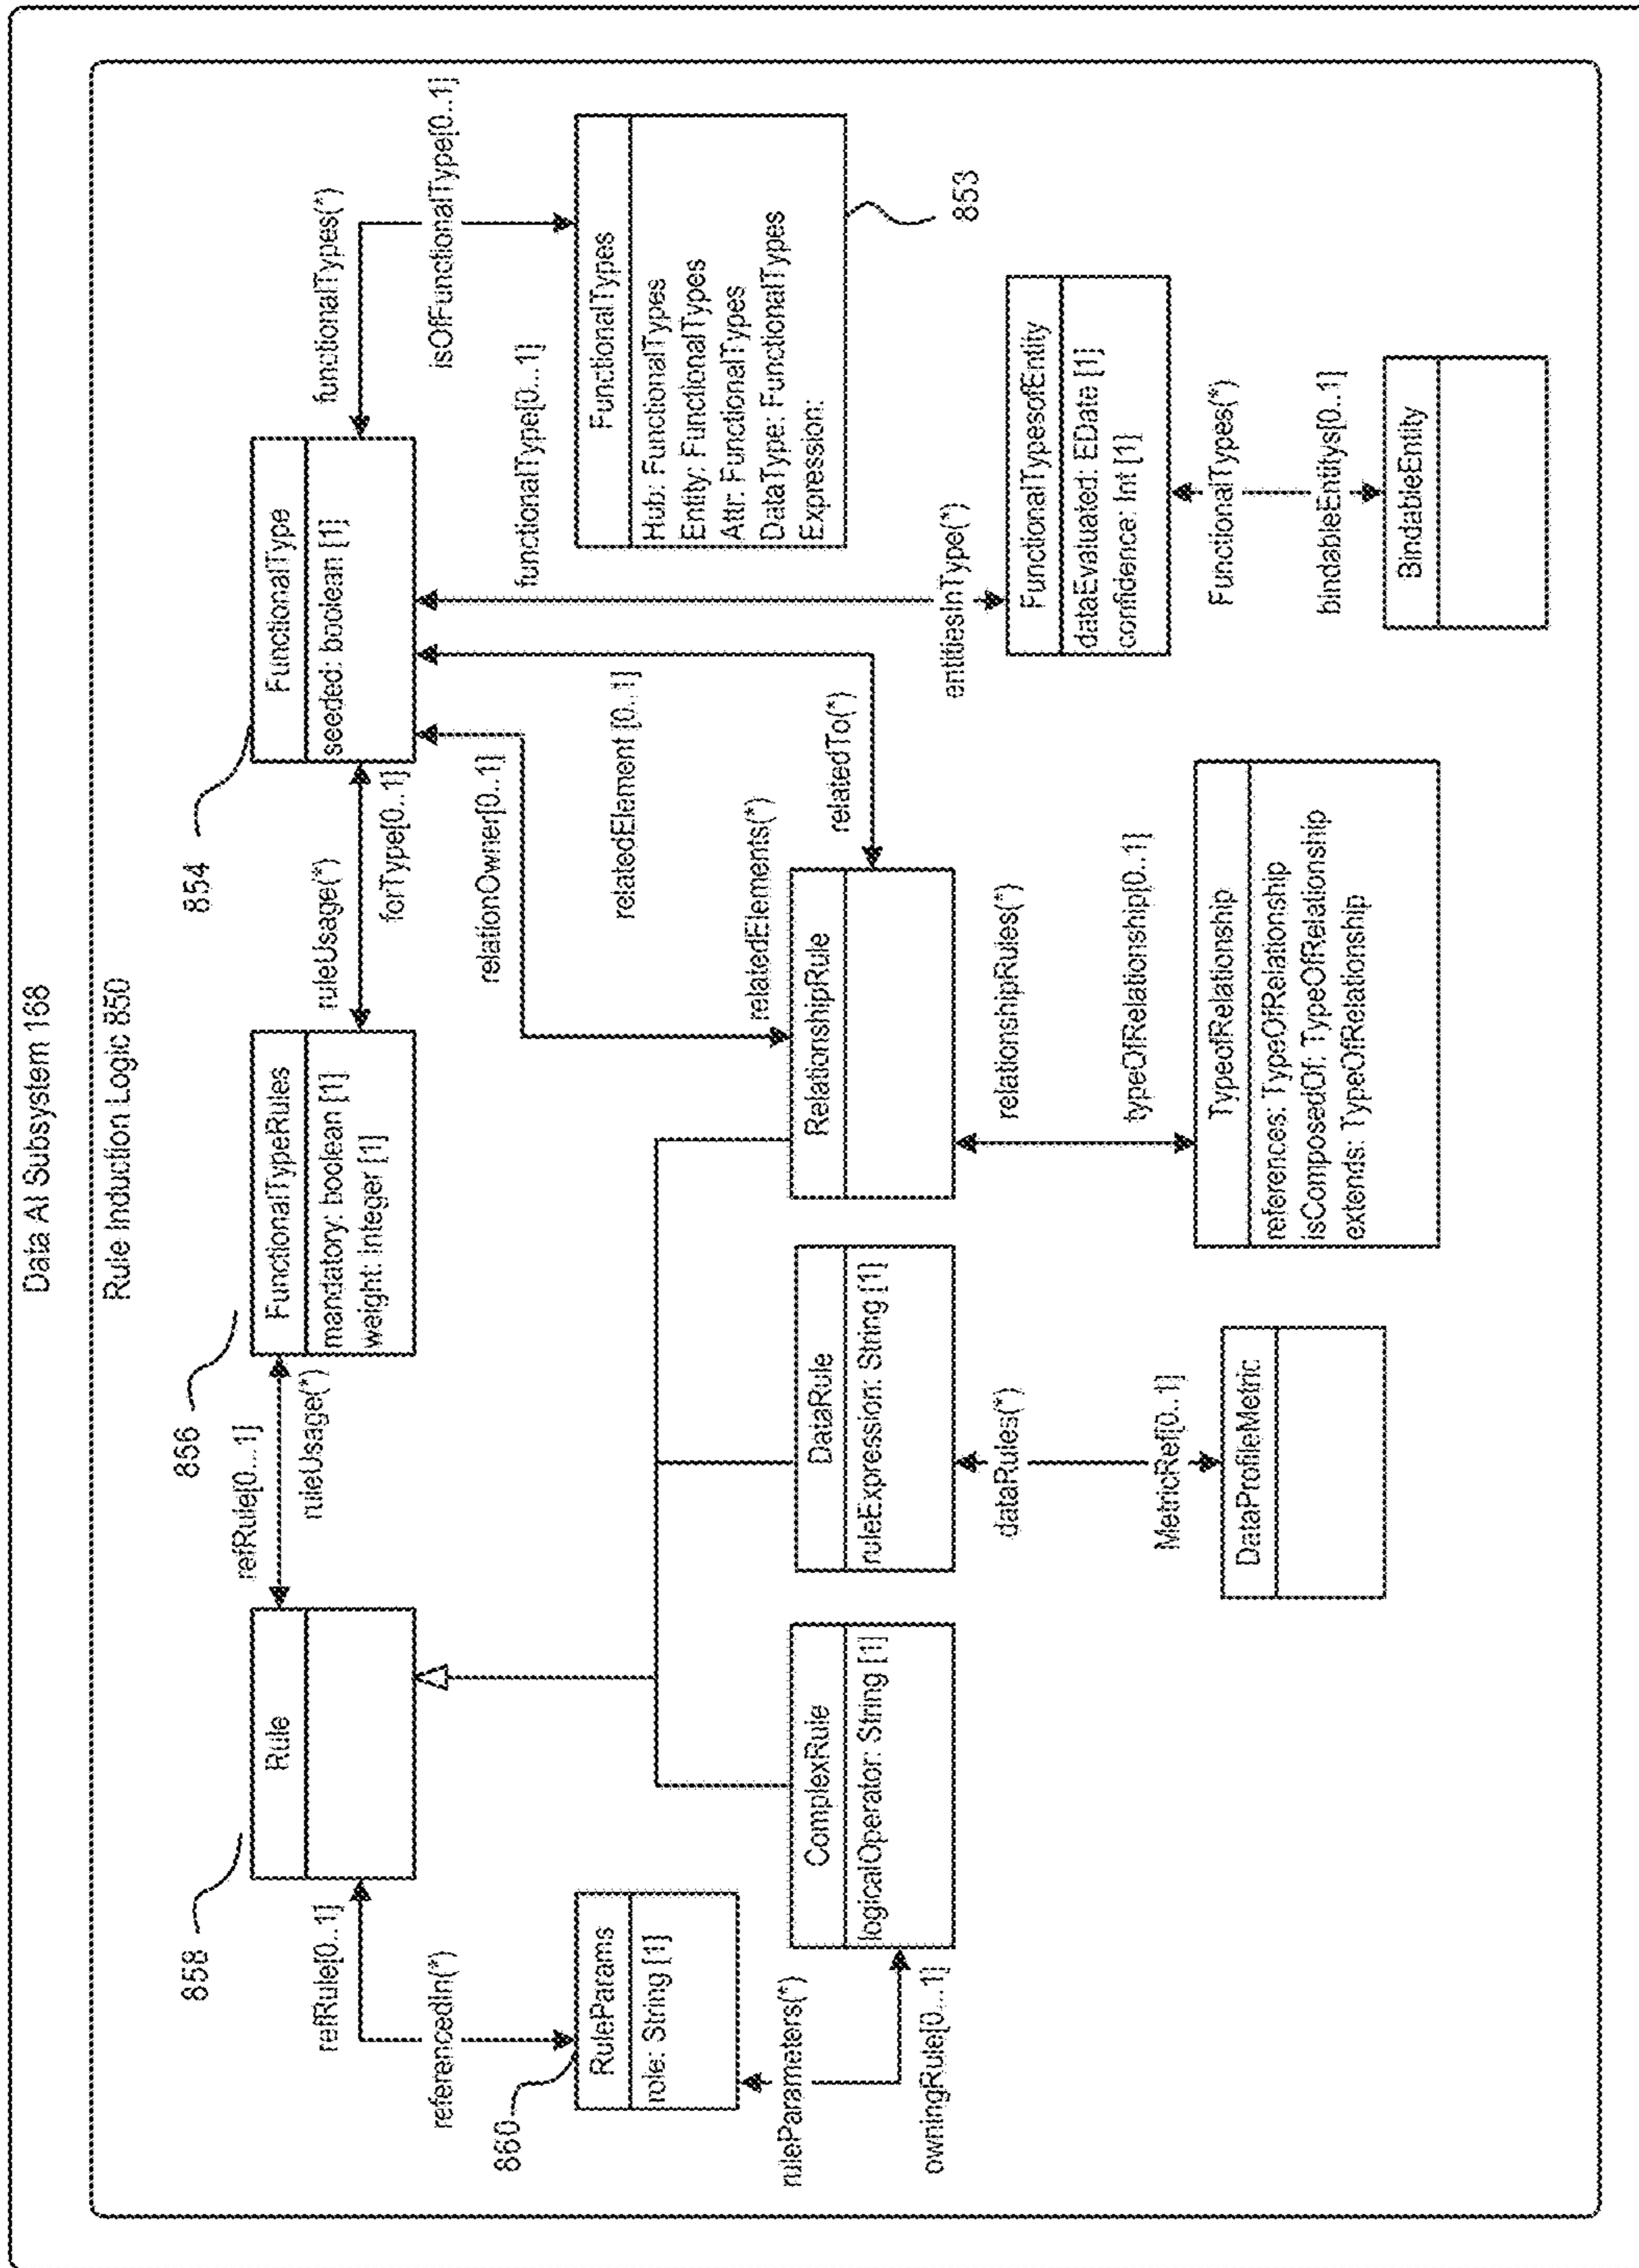 Data AI Subsystem 168
Rule Induction Logic 850
858
856
854
Rule
refRule[0...1]
ruleUsage(*)
FunctionalTypeRules
mandatory: boolean [1]
weight: Integer [1]
ruleUsage(*)
forType[0..1]
FunctionalType
seeded: boolean [1]
functionalTypes(*)
isOfFunctionalType[0..1]
refRule[0..1]
referencedIn(*)
860
RuleParams
role: String [1]
relationOwner[0..1]
relatedElement [0..1]
functionalType[0...1]
FunctionalTypes
Hub: FunctionalTypes
Entity: FunctionalTypes
Attr: FunctionalTypes
DataType: FunctionalTypes
Expression:
853
ruleParameters(*)
owningRule[0...1]
ComplexRule
logicalOperator: String [1]
DataRule
ruleExpression: String [1]
relatedElements(*)
RelationshipRule
relatedTo(*)
entitiesInType(*)
FunctionalTypesofEntity
dataEvaluated: EDate [1]
confidence: Int [1]
dataRules(*)
MetricRef[0..1]
DataProfileMetric
relationshipRules(*)
typeOfRelationship[0..1]
TypeofRelationship
references: TypeOfRelationship
isComposedOf: TypeOfRelationship
extends: TypeOfRelationship
FunctionalTypes(*)
bindableEntitys[0..1]
BindableEntity